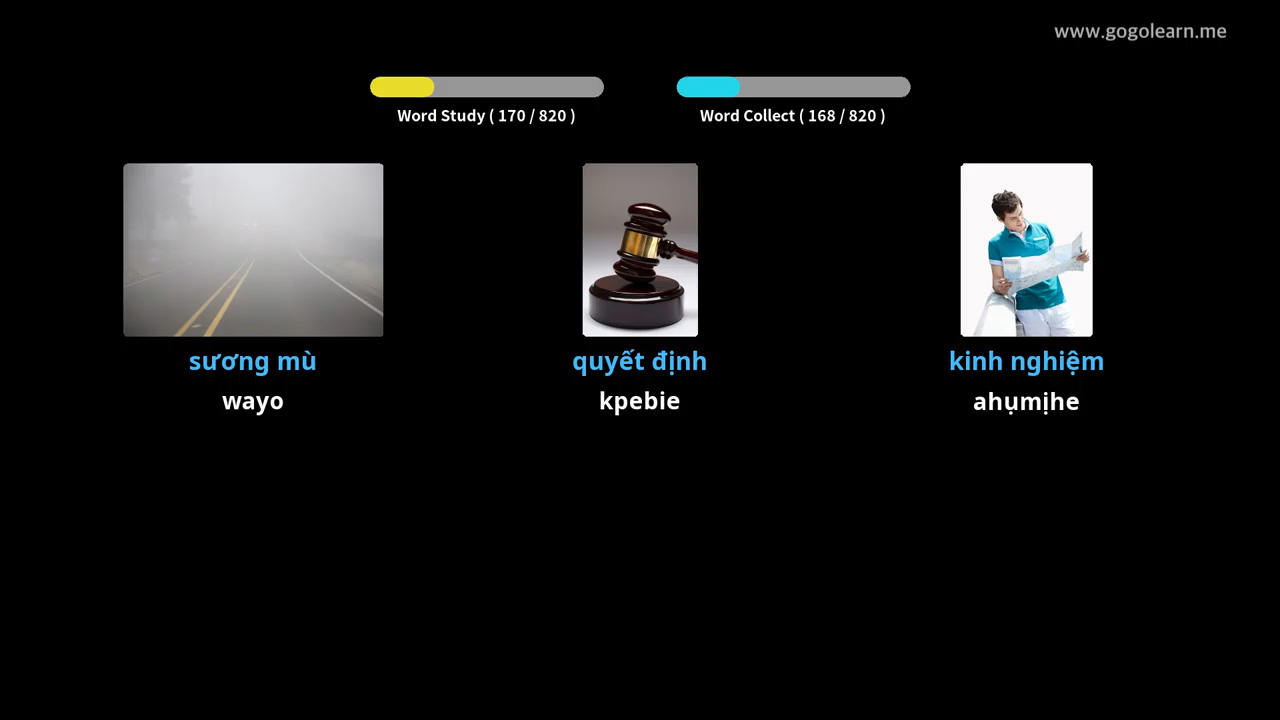 www.gogolearn.me
Word Study ( 170 / 820 )
Word Collect ( 168 / 820 )
sương mù
wayo
quyết định
kpebie
kinh nghiệm
ahụmịhe